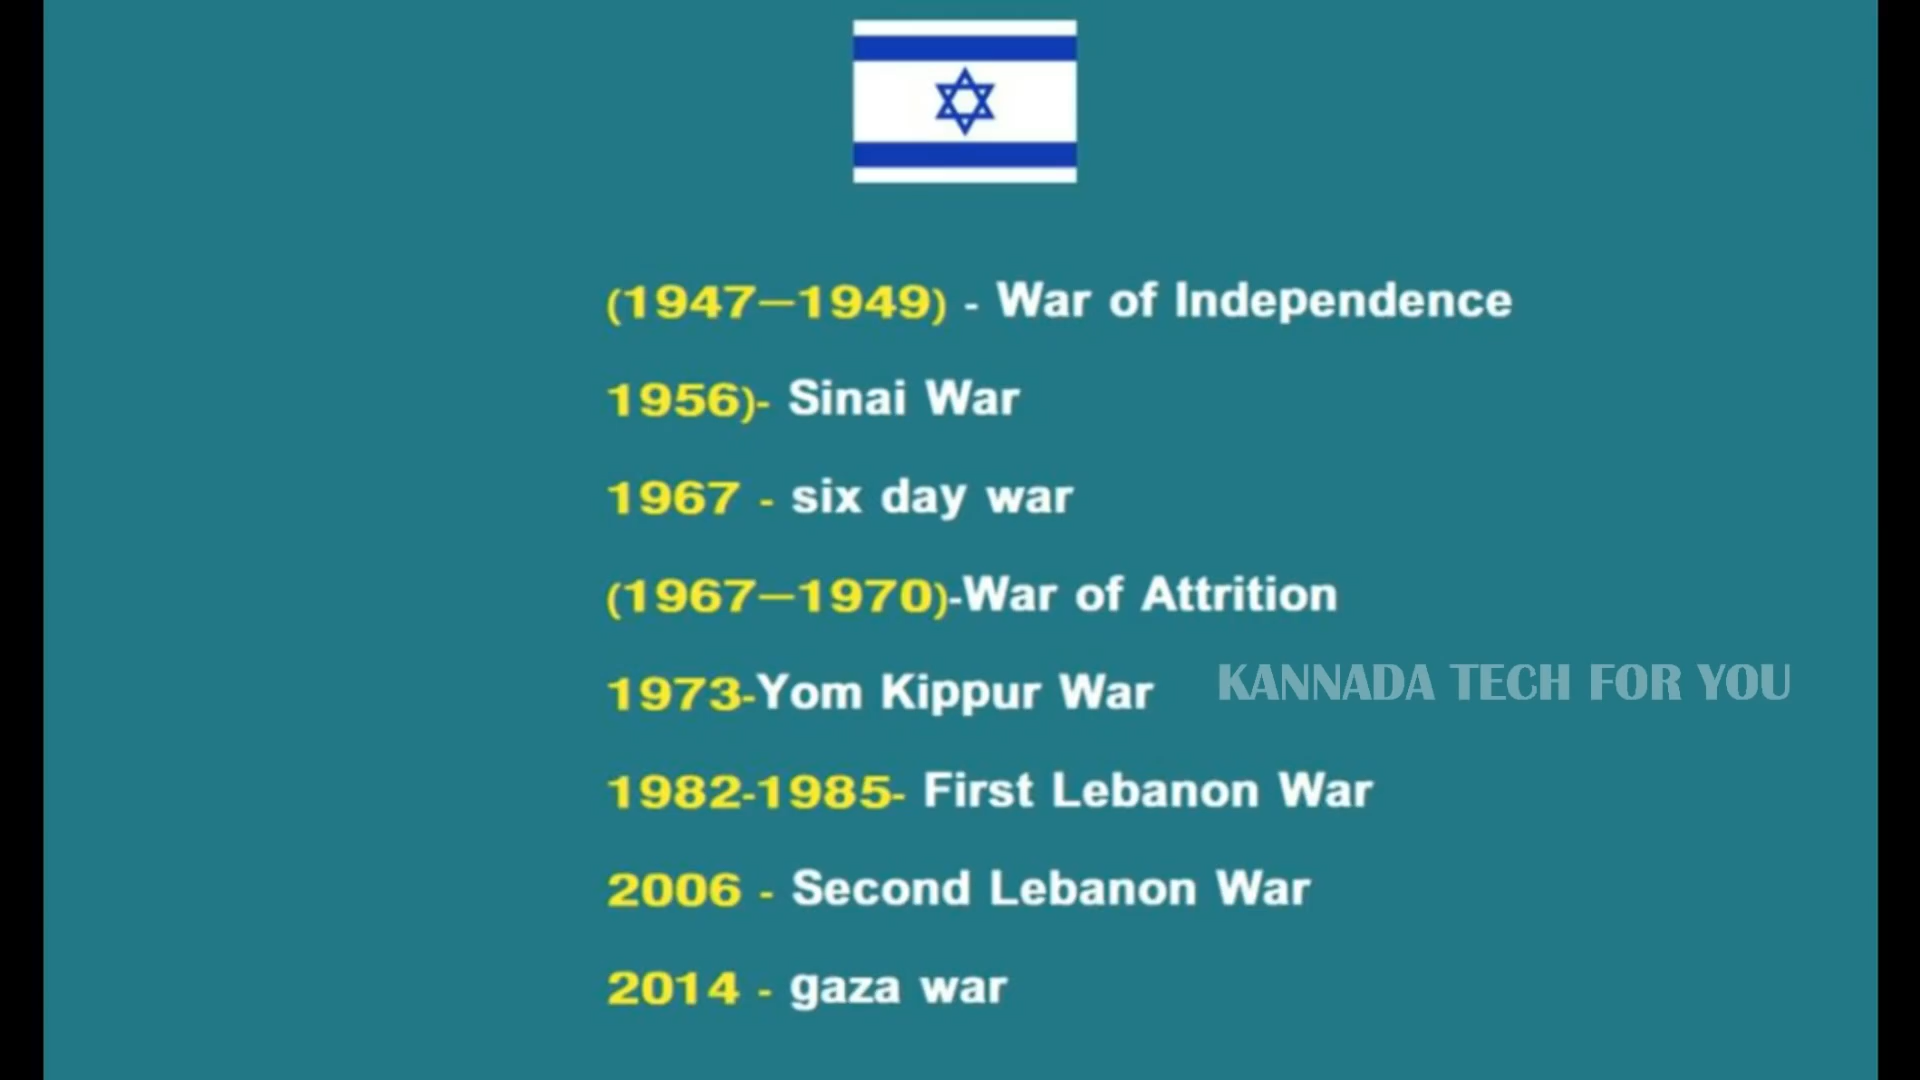 (1947–1949) - War of Independence
1956)- Sinai War
1967 - six day war
(1967–1970)-War of Attrition
1973-Yom Kippur War
KANNADA TECH FOR YOU
1982-1985- First Lebanon War
2006 - Second Lebanon War
2014 - gaza war